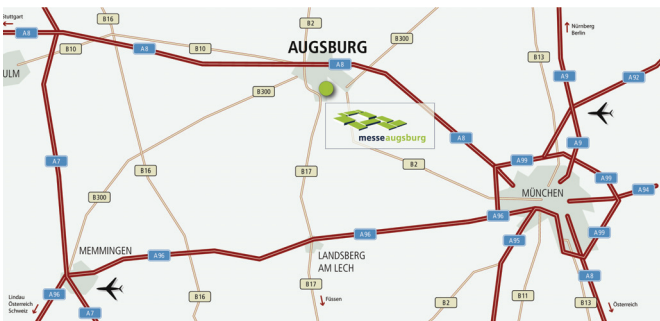 Stuttgart
A8
B16
B2
B300
Nürnberg
Berlin
B10
A8
B10
AUGSBURG
A8
B13
A9
A92
ULM
B300
messeaugsburg
A8
A9
A7
B16
B17
B2
A99
A99
MÜNCHEN
A94
B300
A96
A96
A95
A99
MEMMINGEN
A96
LANDSBERG
AM LECH
A8
Lindau
Österreich
Schweiz
A96
A7
B16
B17
Füssen
B2
B11
B13
Österreich